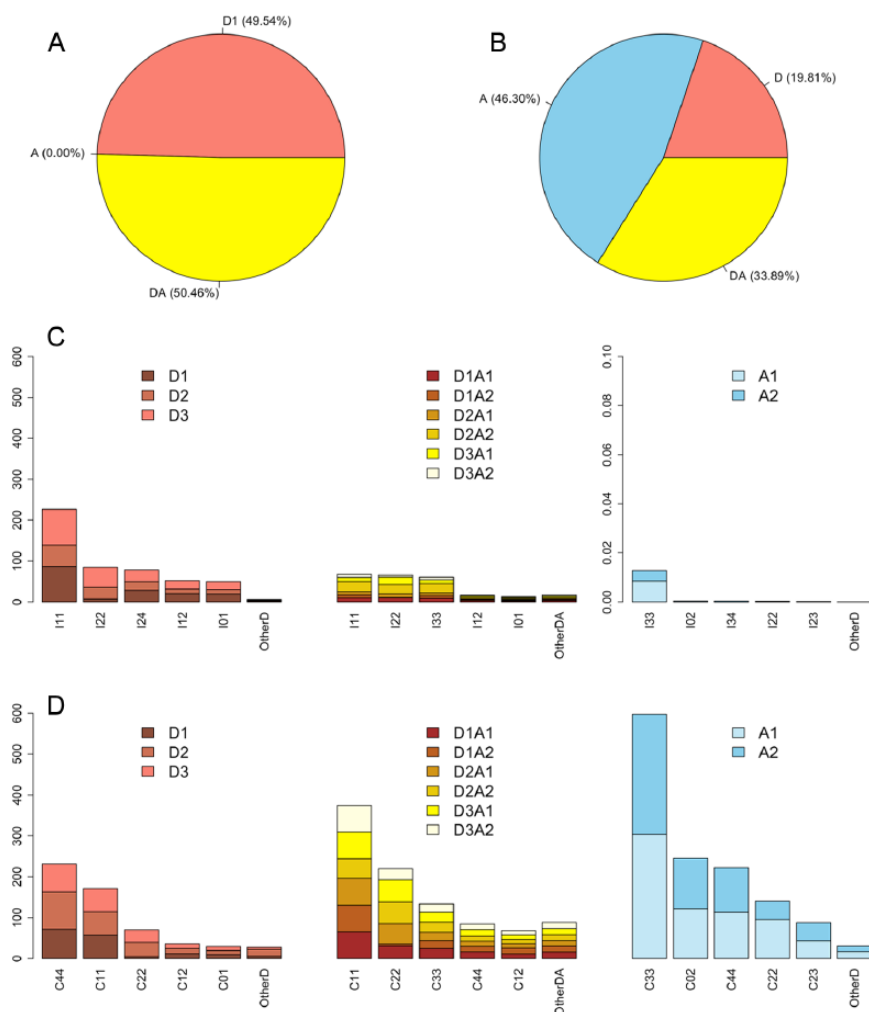 A
B
D1 (49.54%)
A (0.00%)
DA (50.46%)
A (46.30%)
D (19.81%)
DA (33.89%)
C
600
500
400
300
200
100
0
D1
D2
D3
I11
I22
I24
I12
I01
OtherD
D1A1
D1A2
D2A1
D2A2
D3A1
D3A2
I11
I22
I33
I12
I01
OtherDA
0.10
0.08
0.06
0.04
0.02
0.00
A1
A2
I33
I02
I34
I22
I23
OtherD
D
600
500
400
300
200
100
0
D1
D2
D3
C44
C11
C22
C12
C01
OtherD
D1A1
D1A2
D2A1
D2A2
D3A1
D3A2
C11
C22
C33
C44
C12
OtherDA
A1
A2
C33
C02
C44
C22
C23
OtherD